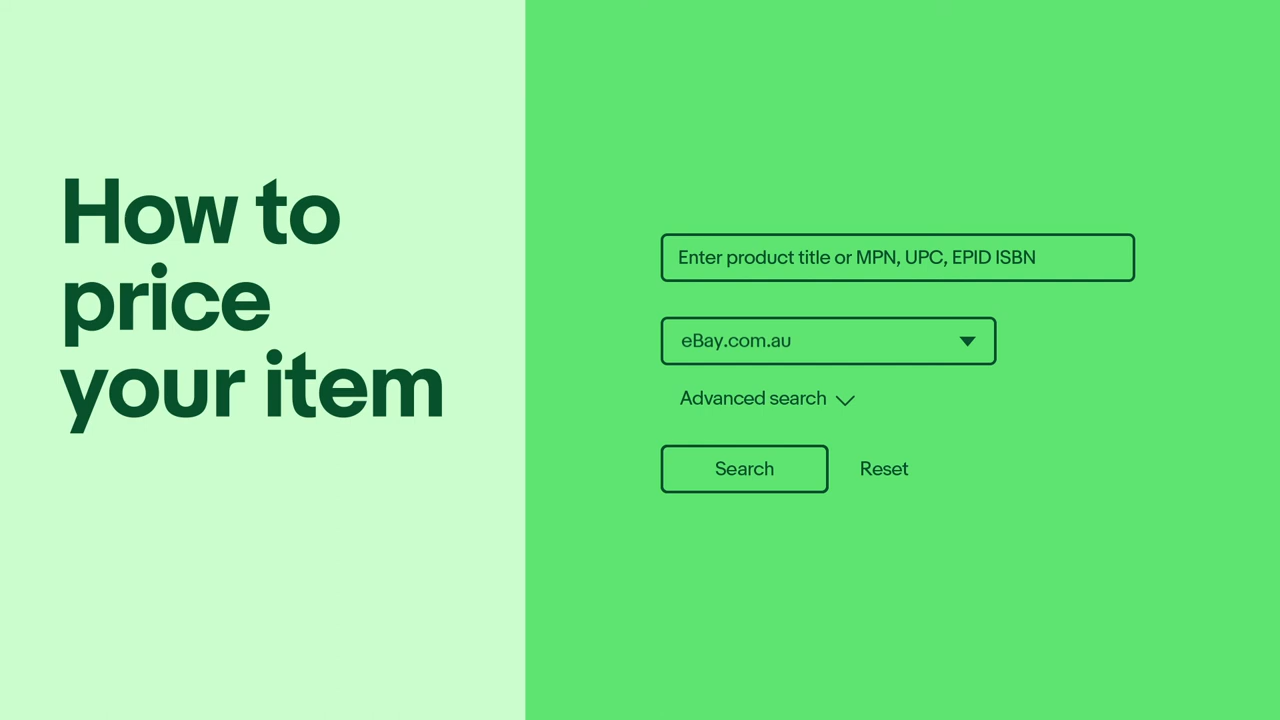 How to
price
your item
Enter product title or MPN, UPC, EPID ISBN
eBay.com.au
Advanced search
Search
Reset